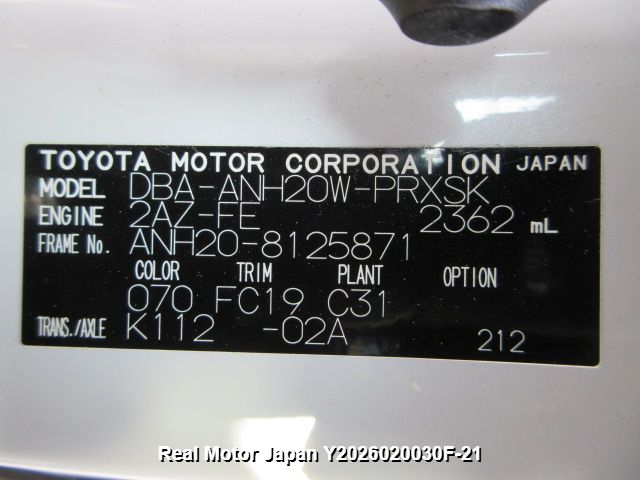 TOYOTA MOTOR CORPORATION JAPAN
MODEL DBA-ANH20W-PRXSK
ENGINE 2AZ-FE 2362 mL
FRAME No. ANH20-8125871
COLOR TRIM PLANT OPTION
070 FC19 C31
TRANS./AXLE K112 -02A 212
Real Motor Japan Y2026020030F-21